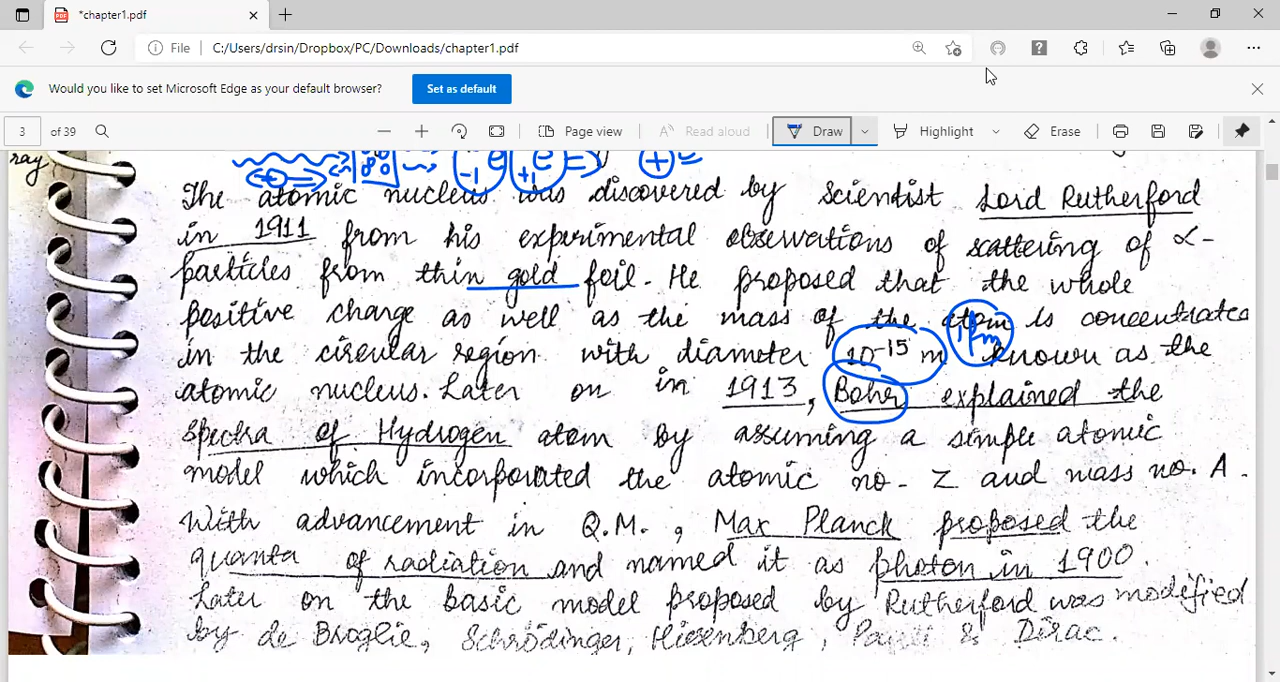 *chapter1.pdf
File C:/Users/drsin/Dropbox/PC/Downloads/chapter1.pdf
Would you like to set Microsoft Edge as your default browser? Set as default
3 of 39 Page view Read aloud Draw Highlight Erase
ray
-1 e +1 e + =
The atomic nucleus was discovered by scientist Lord Rutherford
in 1911 from his experimental observations of scattering of α-
particles from thin gold foil. He proposed that the whole
positive charge as well as the mass of the atom is concentrated
1fm
in the circular region with diameter 10-15 m known as the
atomic nucleus. Later on in 1913, Bohr explained the
spectra of Hydrogen atom by assuming a simple atomic
model which incorporated the atomic no- Z and mass no. A.
With advancement in Q.M., Max Planck proposed the
quanta of radiation and named it as photon in 1900.
Later on the basic model proposed by Rutherford was modified
by de Broglie, Schrödinger, Hiesenberg, Pauli & Dirac.